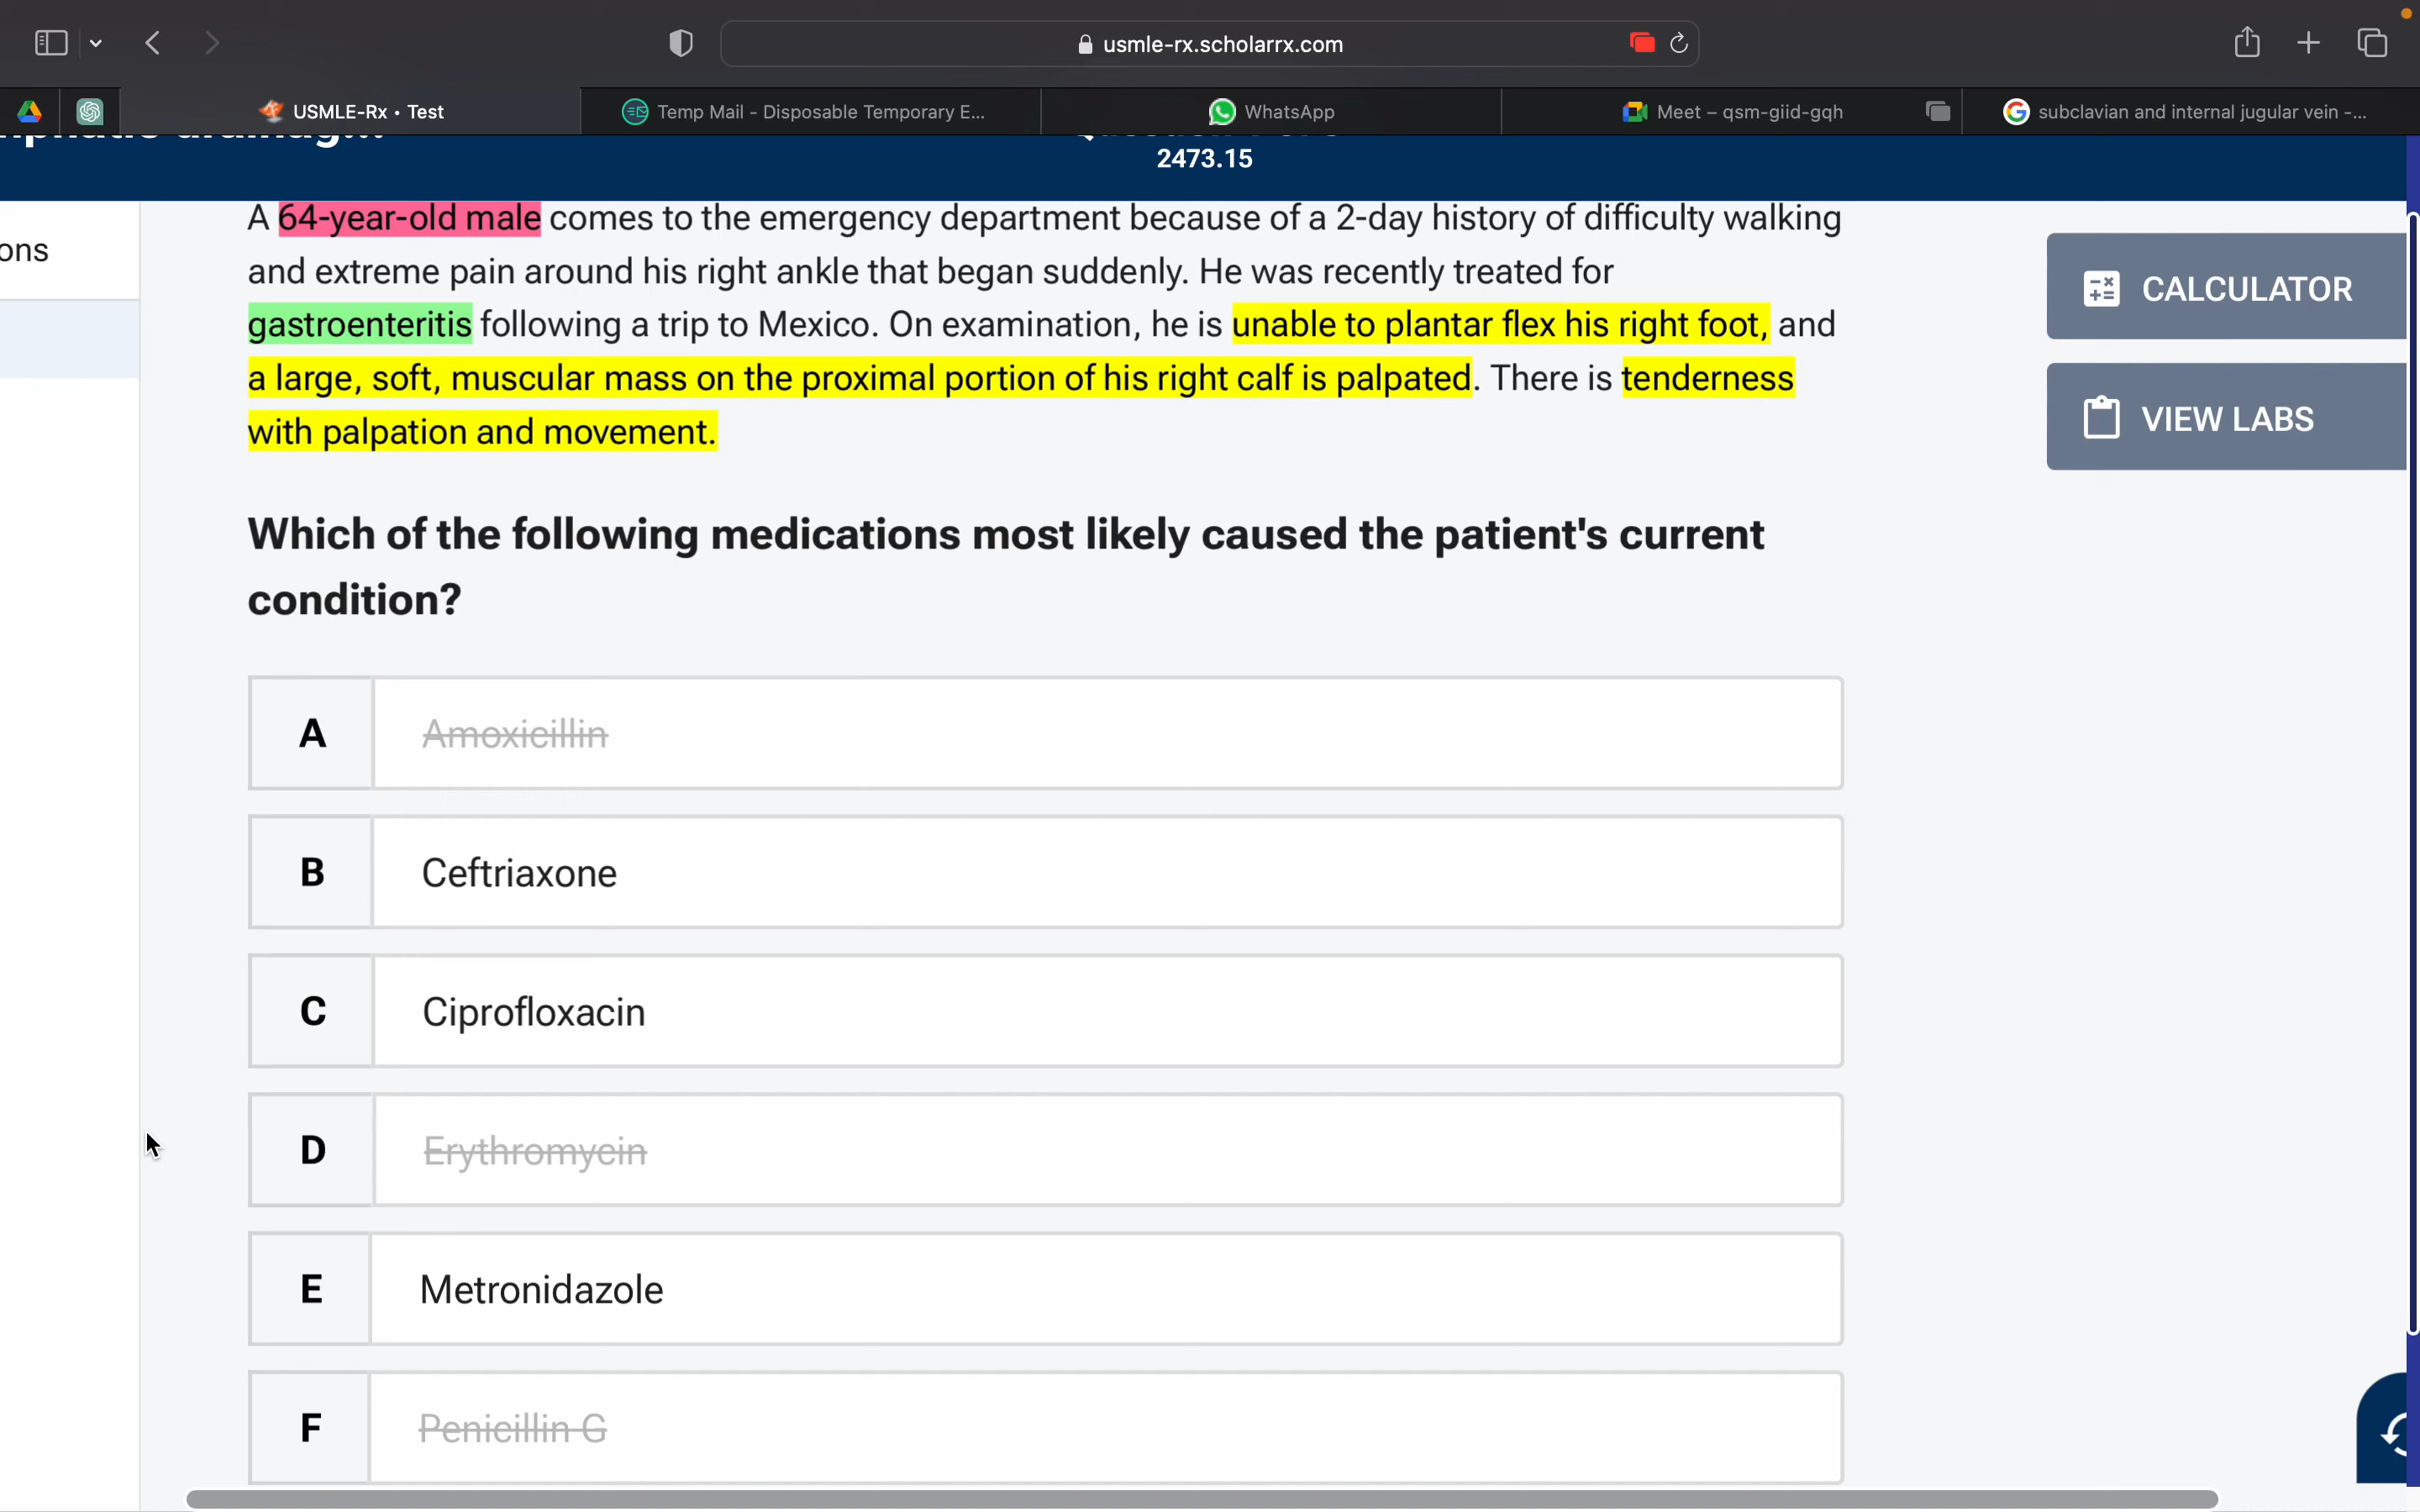 usmle-rx.scholarrx.com
USMLE-Rx • Test
Temp Mail - Disposable Temporary E...
WhatsApp
Meet – qsm-giid-gqh
subclavian and internal jugular vein -...
2473.15
ons
A 64-year-old male comes to the emergency department because of a 2-day history of difficulty walking
and extreme pain around his right ankle that began suddenly. He was recently treated for
gastroenteritis following a trip to Mexico. On examination, he is unable to plantar flex his right foot, and
a large, soft, muscular mass on the proximal portion of his right calf is palpated. There is tenderness
with palpation and movement.
CALCULATOR
VIEW LABS
Which of the following medications most likely caused the patient's current
condition?
A Amoxicillin
B Ceftriaxone
C Ciprofloxacin
D Erythromycin
E Metronidazole
F Penicillin G